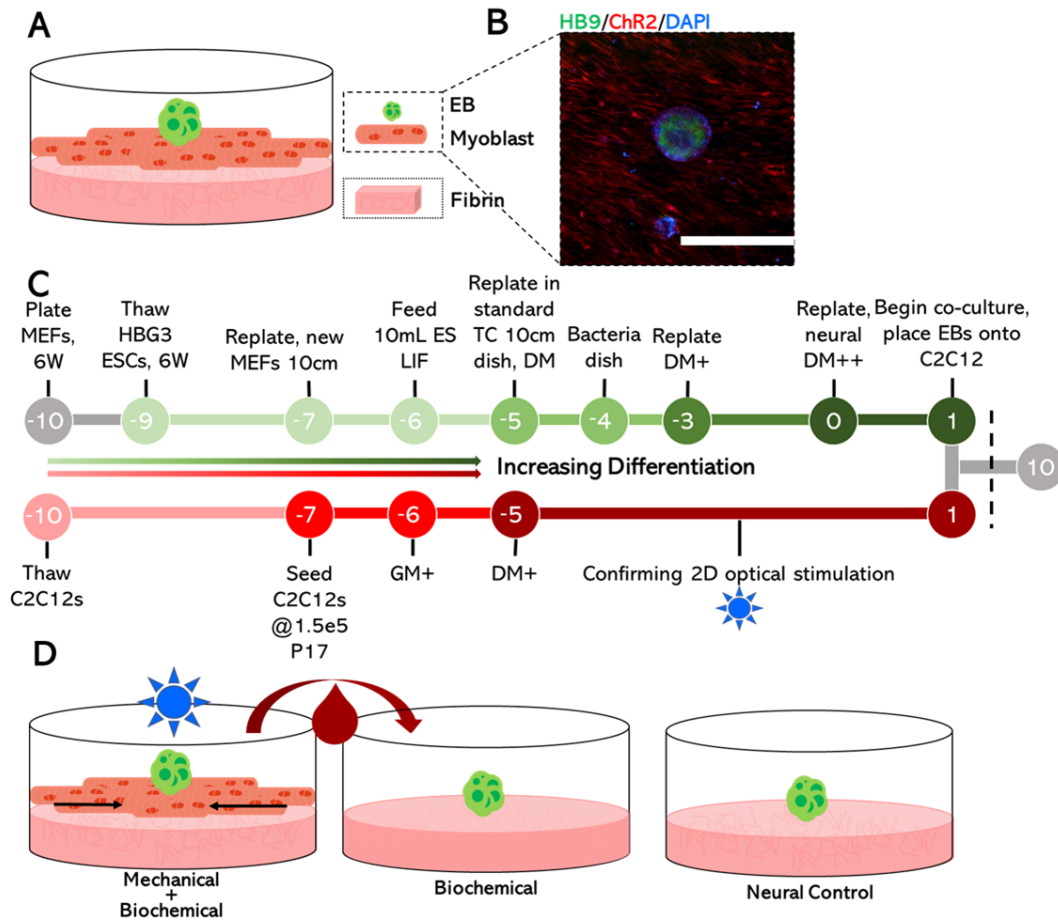 A
EB
Myoblast
Fibrin
B
HB9/ChR2/DAPI
C
Plate
MEFs,
6W
Thaw
HBG3
ESCs, 6W
Replate, new
MEFs 10cm
Feed
10mL ES
LIF
Replate in
standard
TC 10cm
dish, DM
Bacteria
dish
Replate
DM+
Replate,
neural
DM++
Begin co-culture,
place EBs onto
C2C12
-10 -9 -7 -6 -5 -4 -3 0 1
Increasing Differentiation
10
-10 -7 -6 -5 1
Thaw
C2C12s
Seed
C2C12s
@1.5e5
P17
GM+
DM+
Confirming 2D optical stimulation
D
Mechanical
+
Biochemical
Biochemical
Neural Control